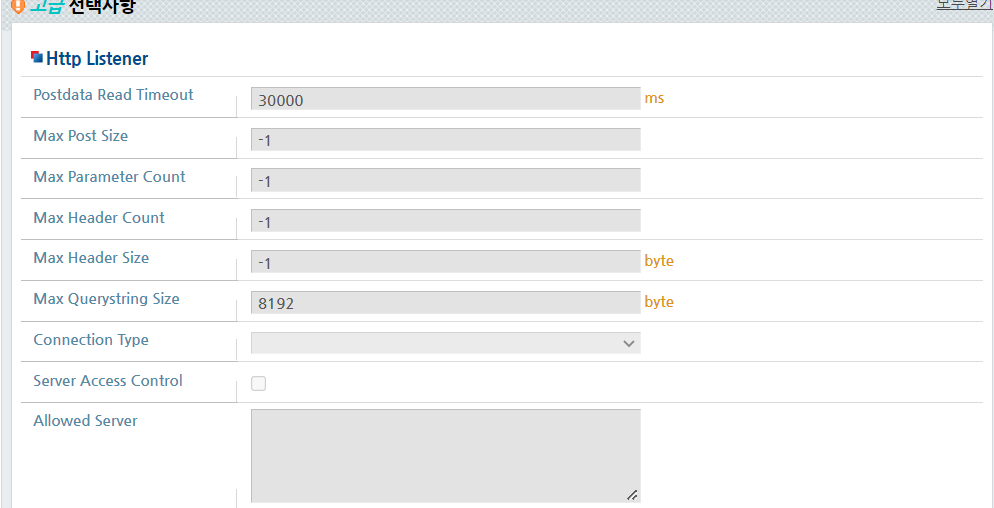 고급 선택사항
모두열기
Http Listener
Postdata Read Timeout 30000 ms
Max Post Size -1
Max Parameter Count -1
Max Header Count -1
Max Header Size -1 byte
Max Querystring Size 8192 byte
Connection Type
Server Access Control
Allowed Server